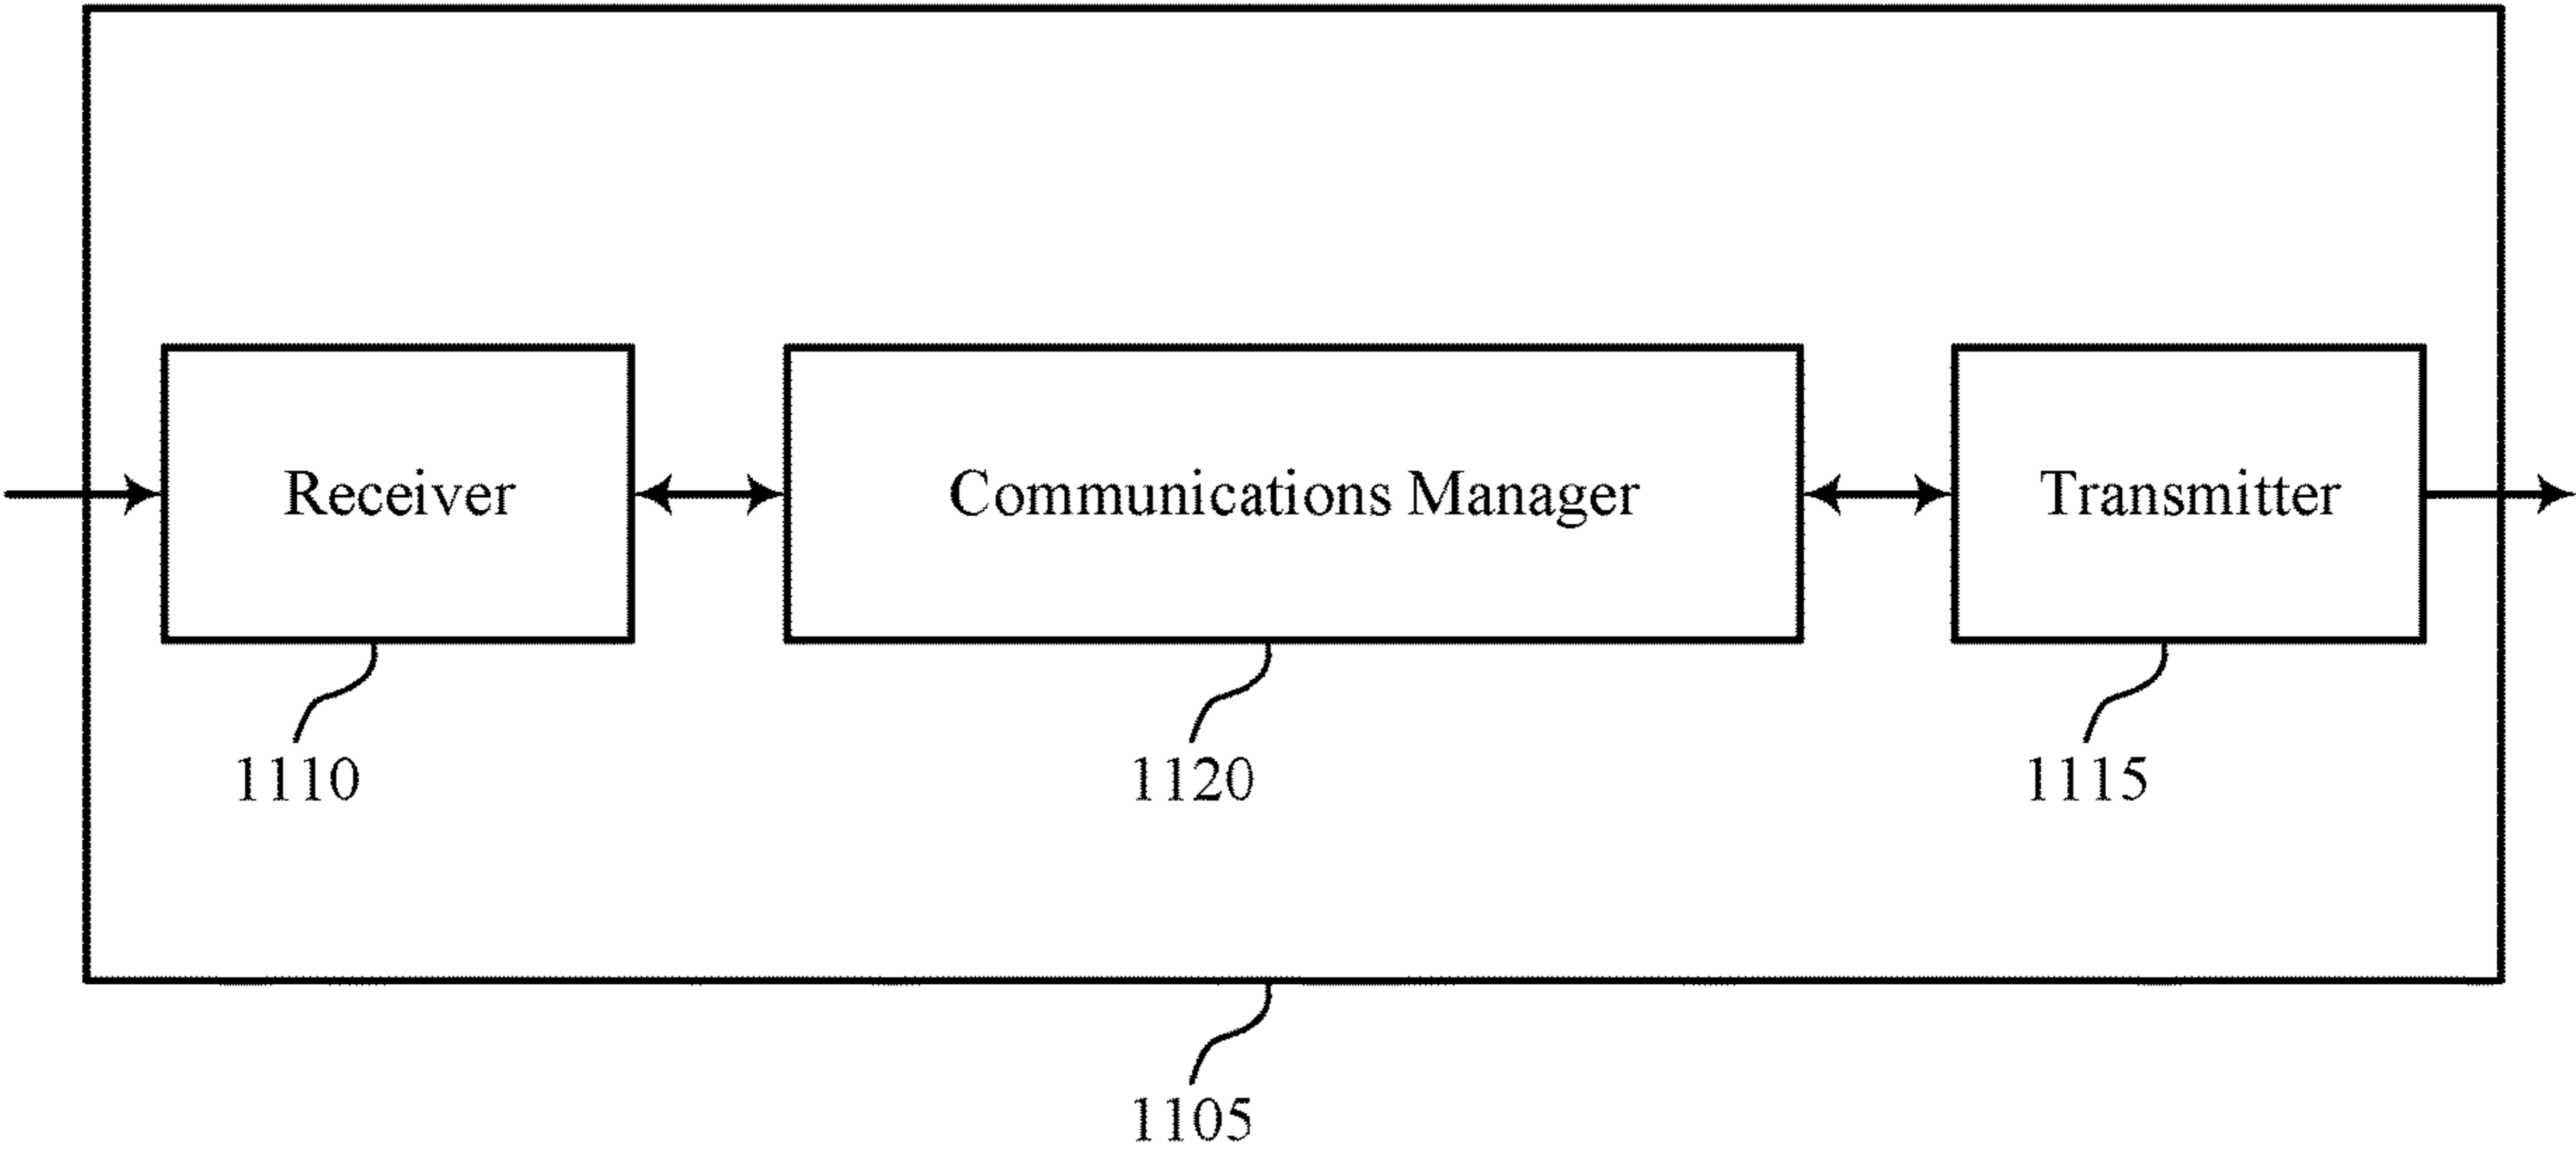 Receiver
Communications Manager
Transmitter
1110
1120
1115
1105